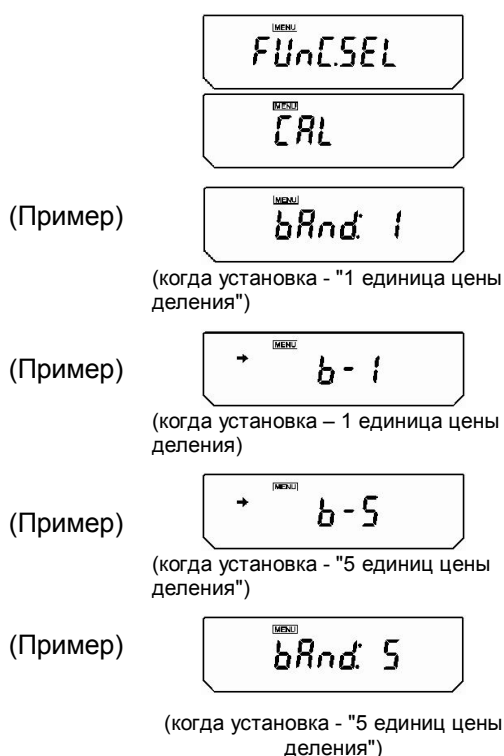 MENU
FUnC.SEL
MENU
CAL
(Пример)
MENU
bAnd: 1
(когда установка - "1 единица цены
деления")
(Пример)
→ MENU
b-1
(когда установка – 1 единица цены
деления)
(Пример)
→ MENU
b-5
(когда установка - "5 единиц цены
деления")
(Пример)
MENU
bAnd: 5
(когда установка - "5 единиц цены
деления")